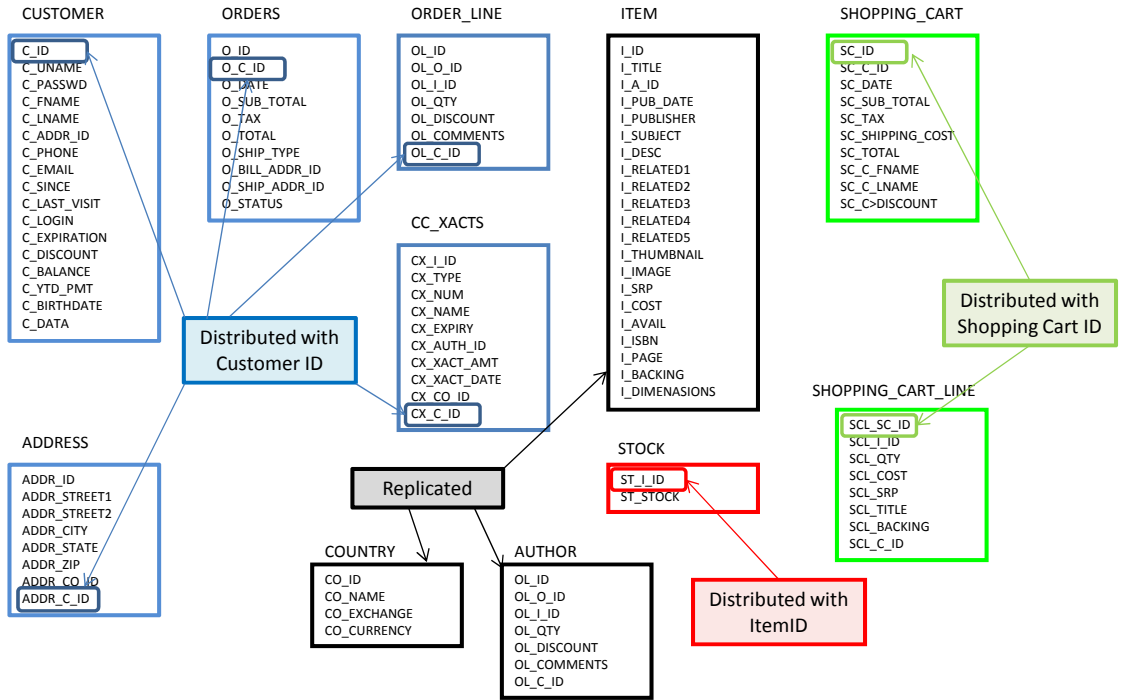 CUSTOMER
C_ID
C_UNAME
C_PASSWD
C_FNAME
C_LNAME
C_ADDR_ID
C_PHONE
C_EMAIL
C_SINCE
C_LAST_VISIT
C_LOGIN
C_EXPIRATION
C_DISCOUNT
C_BALANCE
C_YTD_PMT
C_BIRTHDATE
C_DATA
ORDERS
O_ID
O_C_ID
O_DATE
O_SUB_TOTAL
O_TAX
O_TOTAL
O_SHIP_TYPE
O_BILL_ADDR_ID
O_SHIP_ADDR_ID
O_STATUS
ORDER_LINE
OL_ID
OL_O_ID
OL_I_ID
OL_QTY
OL_DISCOUNT
OL_COMMENTS
OL_C_ID
CC_XACTS
CX_I_ID
CX_TYPE
CX_NUM
CX_NAME
CX_EXPIRY
CX_AUTH_ID
CX_XACT_AMT
CX_XACT_DATE
CX_CO_ID
CX_C_ID
ITEM
I_ID
I_TITLE
I_A_ID
I_PUB_DATE
I_PUBLISHER
I_SUBJECT
I_DESC
I_RELATED1
I_RELATED2
I_RELATED3
I_RELATED4
I_RELATED5
I_THUMBNAIL
I_IMAGE
I_SRP
I_COST
I_AVAIL
I_ISBN
I_PAGE
I_BACKING
I_DIMENASIONS
SHOPPING_CART
SC_ID
SC_C_ID
SC_DATE
SC_SUB_TOTAL
SC_TAX
SC_SHIPPING_COST
SC_TOTAL
SC_C_FNAME
SC_C_LNAME
SC_C>DISCOUNT
Distributed with
Customer ID
Distributed with
Shopping Cart ID
SHOPPING_CART_LINE
SCL_SC_ID
SCL_I_ID
SCL_QTY
SCL_COST
SCL_SRP
SCL_TITLE
SCL_BACKING
SCL_C_ID
ADDRESS
ADDR_ID
ADDR_STREET1
ADDR_STREET2
ADDR_CITY
ADDR_STATE
ADDR_ZIP
ADDR_CO_ID
ADDR_C_ID
Replicated
STOCK
ST_I_ID
ST_STOCK
COUNTRY
CO_ID
CO_NAME
CO_EXCHANGE
CO_CURRENCY
AUTHOR
OL_ID
OL_O_ID
OL_I_ID
OL_QTY
OL_DISCOUNT
OL_COMMENTS
OL_C_ID
Distributed with
ItemID